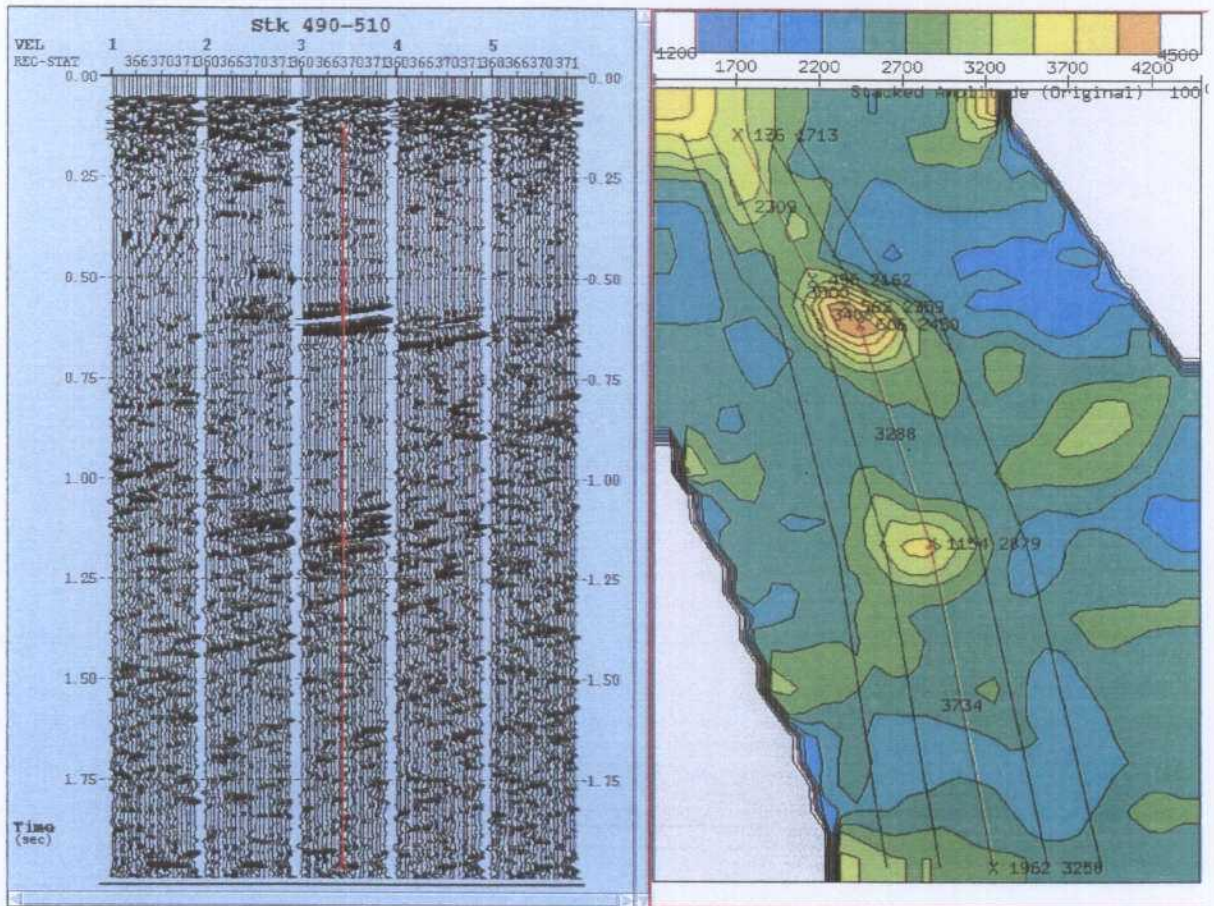 Stk 490-510
VEL 1 2 3 4 5
REC-STAT
0.00 0.00
0.25 0.25
0.50 0.50
0.75 0.75
1.00 1.00
1.25 1.25
1.50 1.50
1.75 1.75
Time
(sec)
1200 4500
1700 2200 2700 3200 3700 4200
Stacked Amplitude (Original) 100
X 136 1713
2309
X 496 2162
3288
1154 2879
3734
X 1962 3258